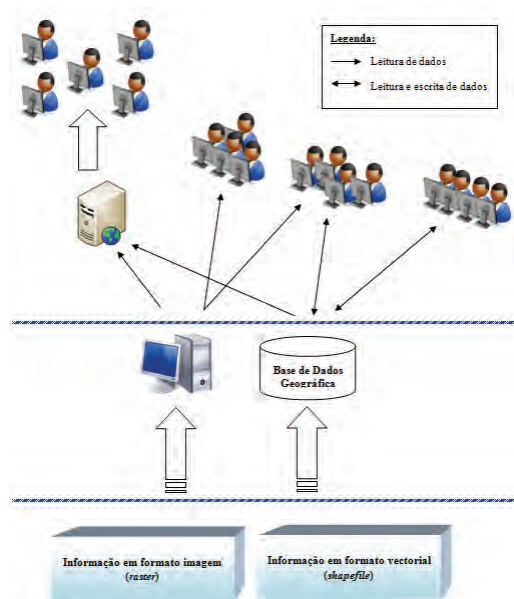 Legenda:
Leitura de dados
Leitura e escrita de dados
Base de Dados
Geográfica
Informação em formato imagem
(raster)
Informação em formato vectorial
(shapefile)